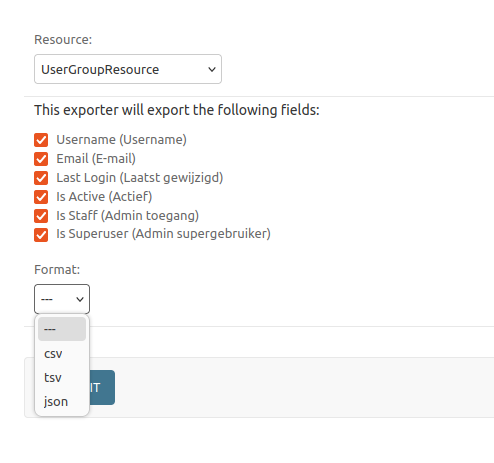 Resource:
UserGroupResource
This exporter will export the following fields:
Username (Username)
Email (E-mail)
Last Login (Laatst gewijzigd)
Is Active (Actief)
Is Staff (Admin toegang)
Is Superuser (Admin supergebruiker)
Format:
---
---
csv
tsv
json